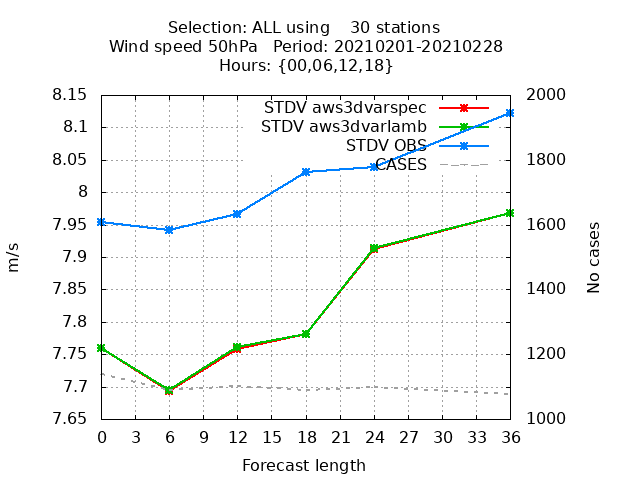 Selection: ALL using    30 stations
Wind speed 50hPa   Period: 20210201-20210228
Hours: {00,06,12,18}
8.15
8.1
8.05
8
7.95
7.9
7.85
7.8
7.75
7.7
7.65
m/s
STDV aws3dvarspec
STDV aws3dvarlamb
STDV OBS
CASES
2000
1800
1600
1400
1200
1000
No cases
0 3 6 9 12 15 18 21 24 27 30 33 36
Forecast length